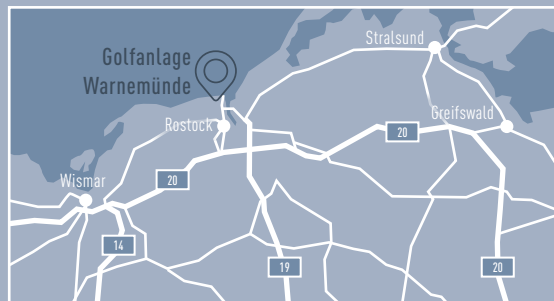 Stralsund
Golfanlage
Warnemünde
Greifswald
Rostock
20
Wismar
20
14
19
20